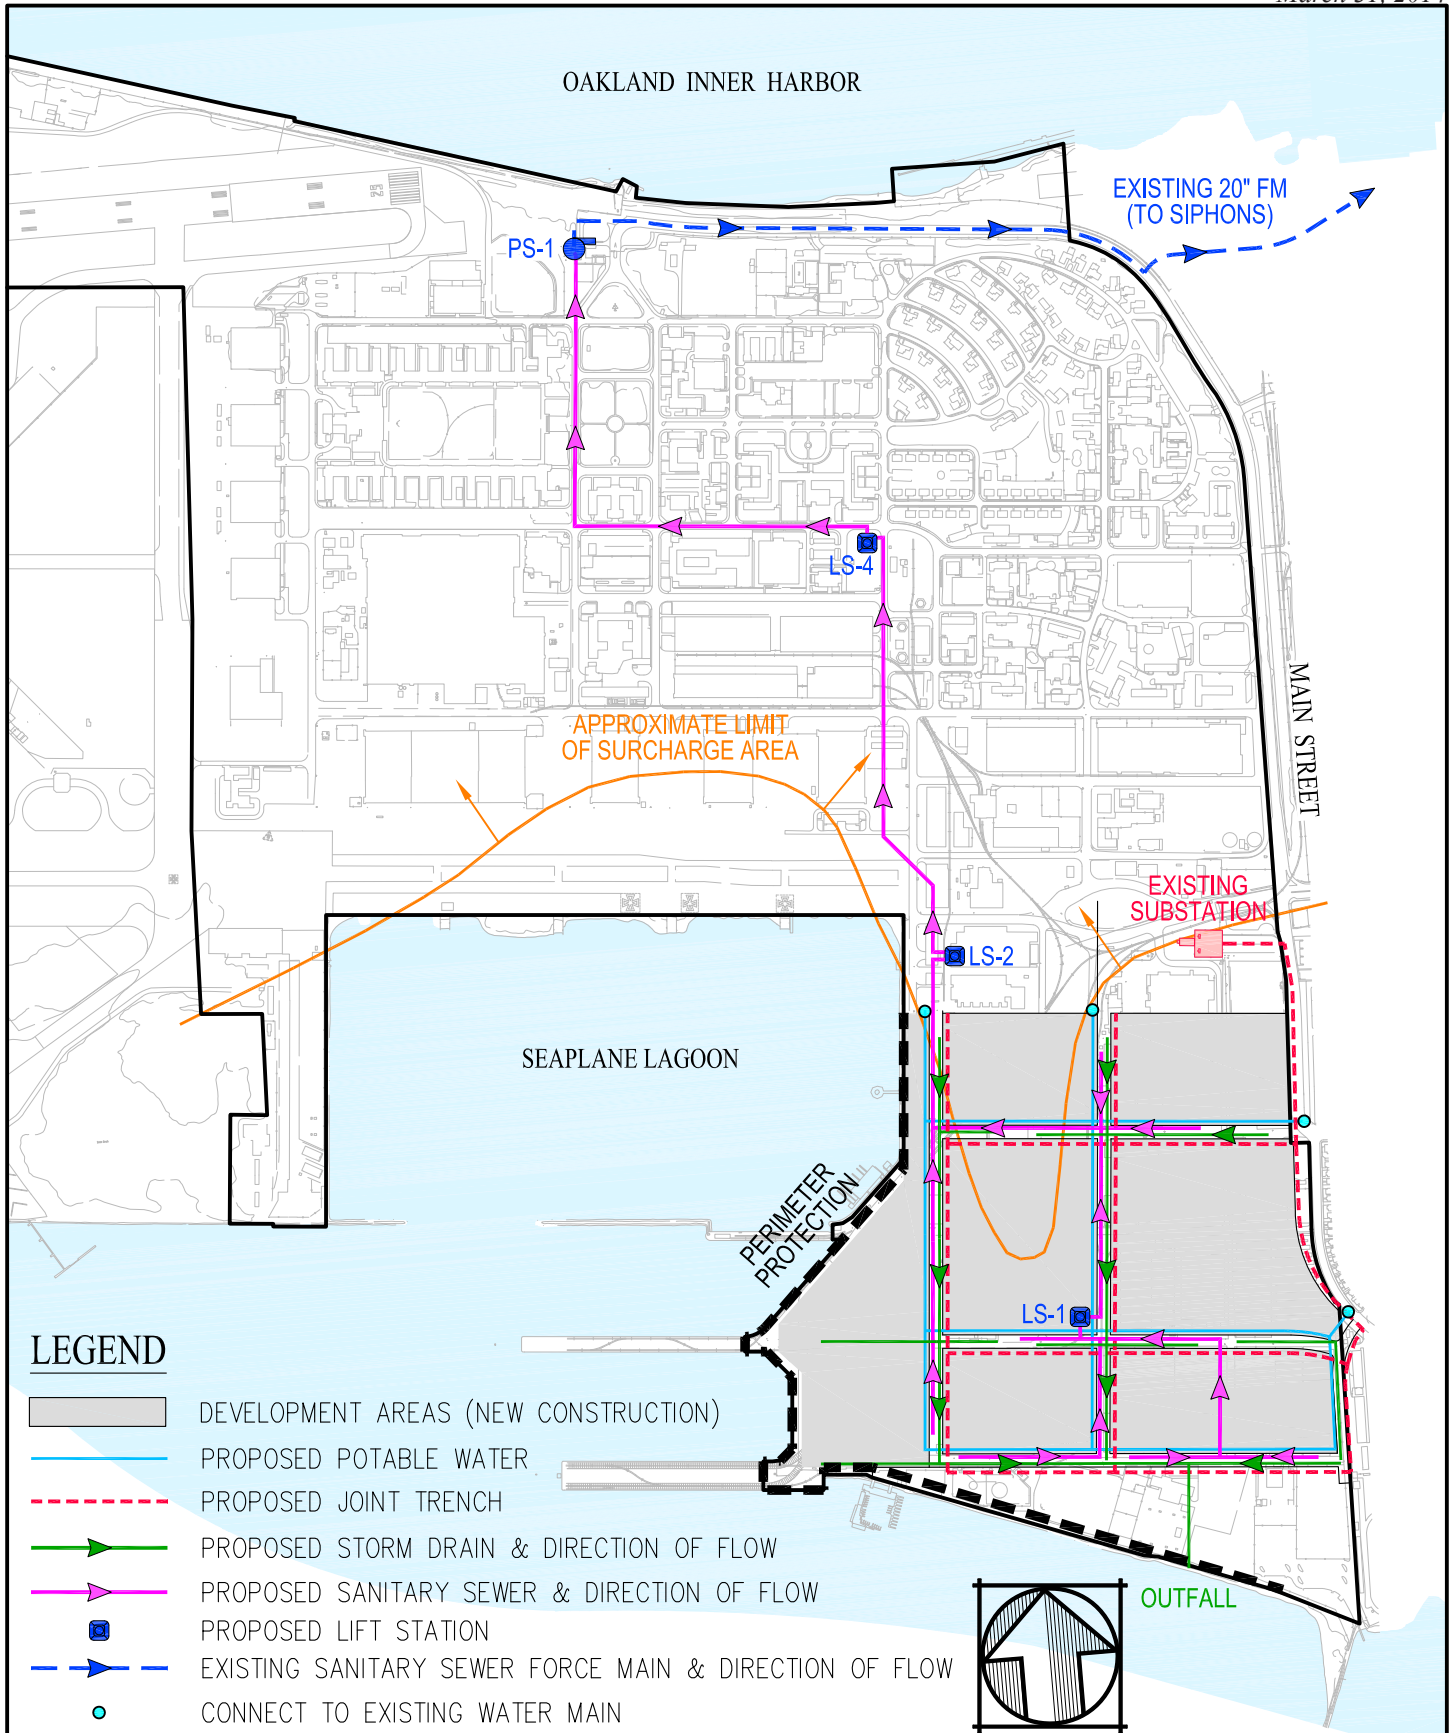 OAKLAND INNER HARBOR
EXISTING 20" FM
(TO SIPHONS)
PS-1
LS-4
MAIN STREET
APPROXIMATE LIMIT
OF SURCHARGE AREA
EXISTING
SUBSTATION
LS-2
SEAPLANE LAGOON
PERIMETER
PROTECTION
LS-1
LEGEND
DEVELOPMENT AREAS (NEW CONSTRUCTION)
PROPOSED POTABLE WATER
PROPOSED JOINT TRENCH
PROPOSED STORM DRAIN & DIRECTION OF FLOW
PROPOSED SANITARY SEWER & DIRECTION OF FLOW
PROPOSED LIFT STATION
EXISTING SANITARY SEWER FORCE MAIN & DIRECTION OF FLOW
CONNECT TO EXISTING WATER MAIN
OUTFALL